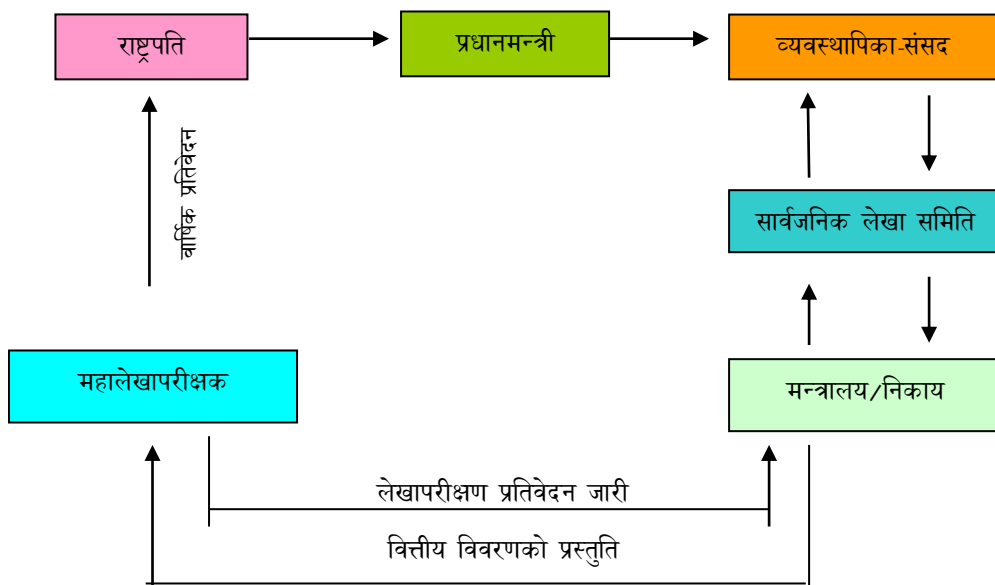 राष्ट्रपति
प्रधानमन्त्री
व्यवस्थापिका-संसद
वार्षिक प्रतिवेदन
सार्वजनिक लेखा समिति
महालेखापरीक्षक
मन्त्रालय/निकाय
लेखापरीक्षण प्रतिवेदन जारी
वित्तीय विवरणको प्रस्तुति